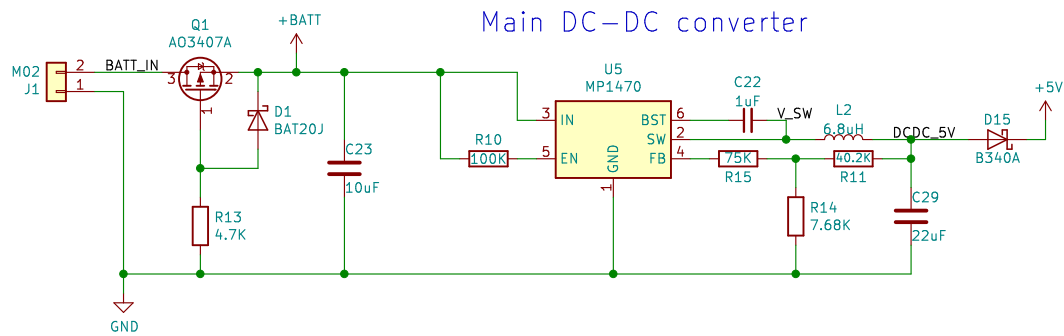 Main DC-DC converter
Q1
AO3407A
+BATT
M02
J1
2
1
BATT_IN
3
2
1
D1
BAT20J
R13
4.7K
C23
10uF
R10
100K
U5
MP1470
3
IN
5
EN
GND
1
BST
6
SW
2
FB
4
C22
1uF
V_SW
75K
R15
L2
6.8uH
40.2K
R11
R14
7.68K
DCDC_5V
C29
22uF
D15
B340A
+5V
GND